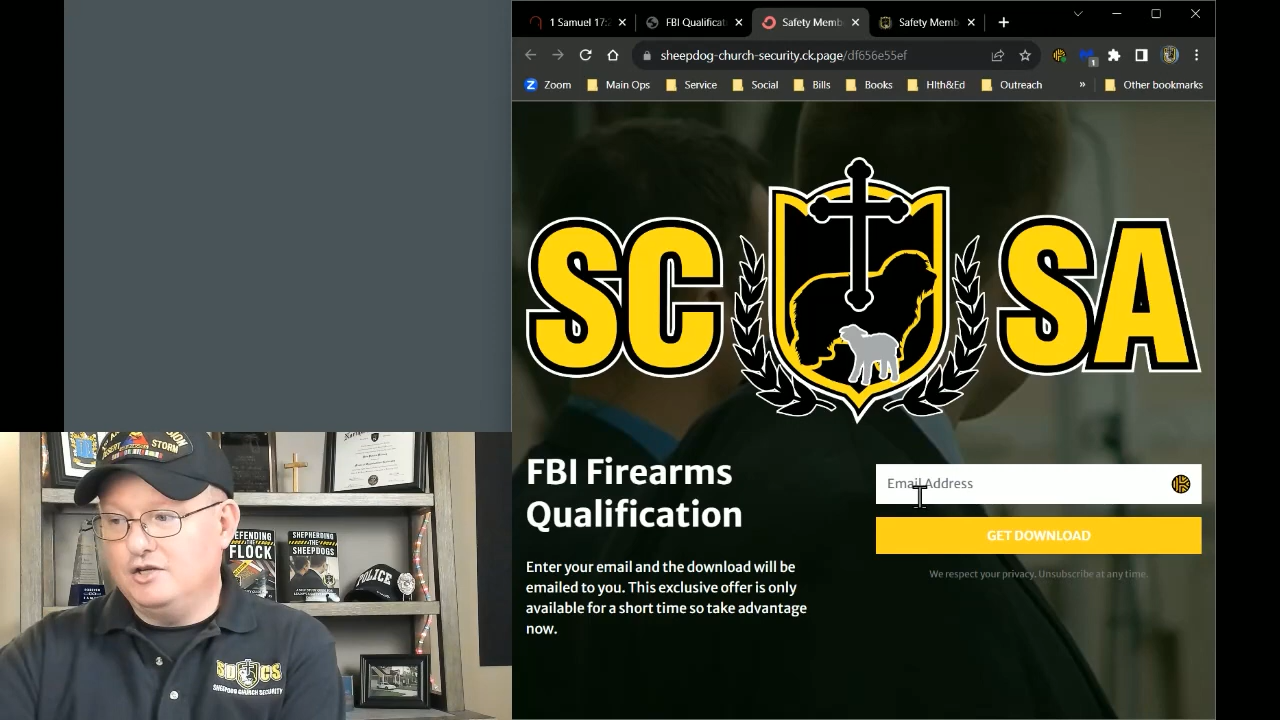 1 Samuel 17:
FBI Qualificat
Safety Memb
Safety Memb
sheepdog-church-security.ck.page/df656e55ef
Zoom
Main Ops
Service
Social
Bills
Books
Hlth&Ed
Outreach
»
Other bookmarks
SC SA
FBI Firearms
Qualification
Enter your email and the download will be
emailed to you. This exclusive offer is only
available for a short time so take advantage
now.
Email Address
GET DOWNLOAD
We respect your privacy. Unsubscribe at any time.
STORM
DEFENDING
THE
FLOCK
SHEPHERDING
THE
SHEEPDOGS
POLICE
SD CS
SHEEPDOG CHURCH SECURITY